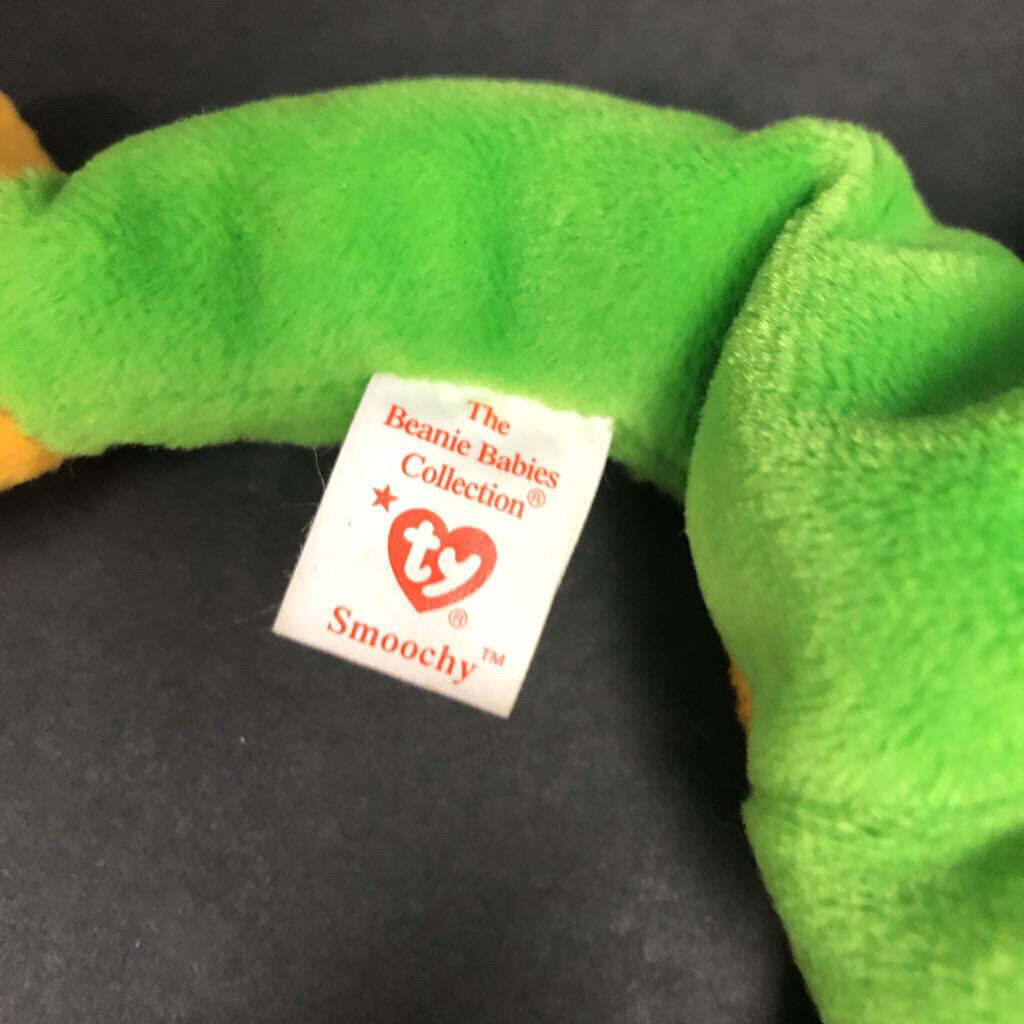 The
Beanie Babies
Collection®
ty®
Smoochy™